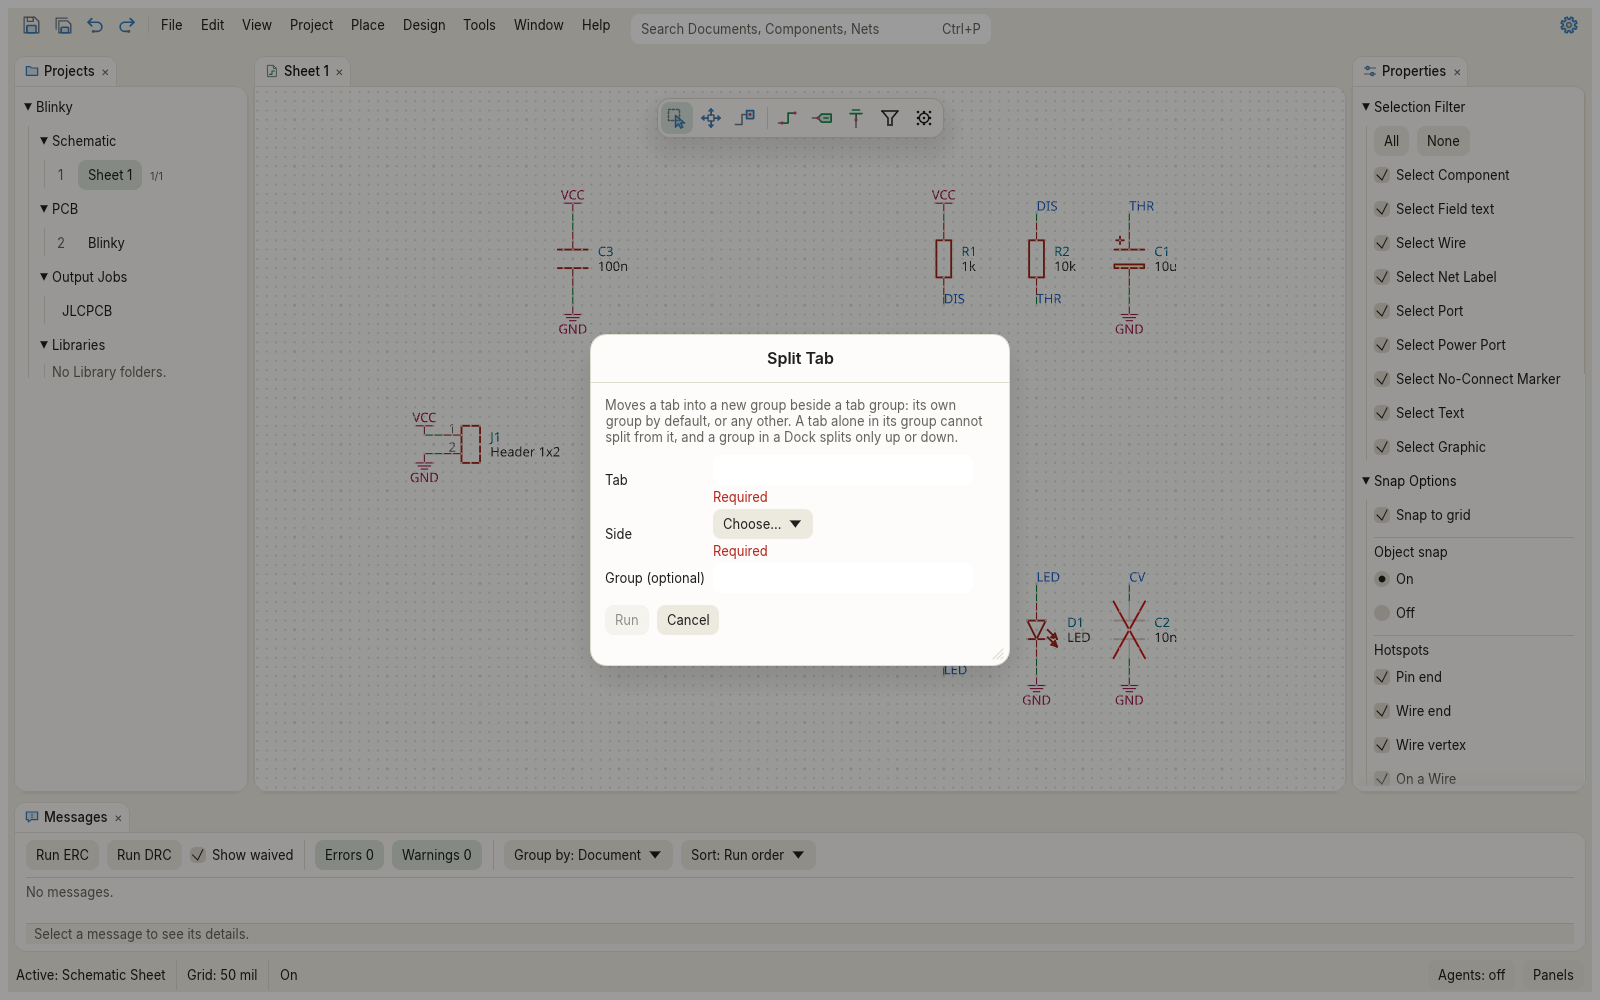 File Edit View Project Place Design Tools Window Help
Search Documents, Components, Nets Ctrl+P
Projects ×
Sheet 1 ×
Properties ×
Blinky
Schematic
1 Sheet 1 1/1
PCB
2 Blinky
Output Jobs
JLCPCB
Libraries
No Library folders.
VCC
C3
100n
GND
VCC
R1
1k
DIS
DIS
R2
10k
THR
THR
C1
10u
GND
VCC
1
2
J1
Header 1x2
GND
LED
D1
LED
GND
LED
CV
C2
10n
GND
Split Tab
Moves a tab into a new group beside a tab group: its own
group by default, or any other. A tab alone in its group cannot
split from it, and a group in a Dock splits only up or down.
Tab
Required
Side Choose...
Required
Group (optional)
Run Cancel
Selection Filter
All None
Select Component
Select Field text
Select Wire
Select Net Label
Select Port
Select Power Port
Select No-Connect Marker
Select Text
Select Graphic
Snap Options
Snap to grid
Object snap
On
Off
Hotspots
Pin end
Wire end
Wire vertex
On a Wire
Messages ×
Run ERC Run DRC Show waived Errors 0 Warnings 0 Group by: Document Sort: Run order
No messages.
Select a message to see its details.
Active: Schematic Sheet Grid: 50 mil On Agents: off Panels